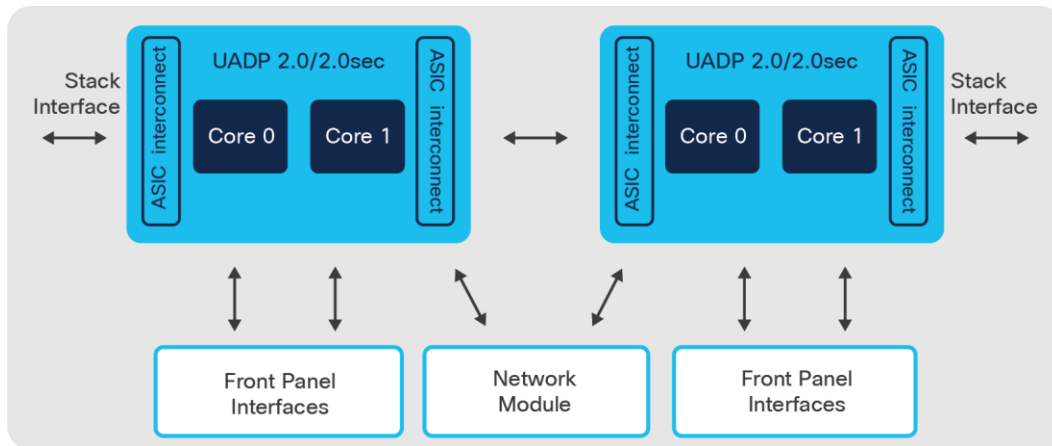 Stack
Interface
ASIC interconnect
UADP 2.0/2.0sec
Core 0
Core 1
ASIC interconnect
ASIC interconnect
UADP 2.0/2.0sec
Core 0
Core 1
ASIC interconnect
Stack
Interface
Front Panel
Interfaces
Network
Module
Front Panel
Interfaces